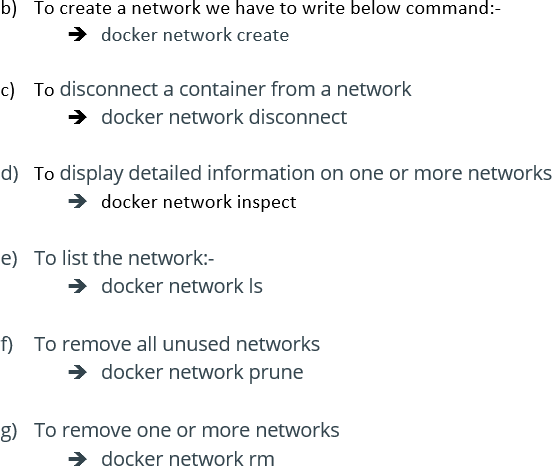 b) To create a network we have to write below command:-
➔ docker network create
c) To disconnect a container from a network
➔ docker network disconnect
d) To display detailed information on one or more networks
➔ docker network inspect
e) To list the network:-
➔ docker network ls
f) To remove all unused networks
➔ docker network prune
g) To remove one or more networks
➔ docker network rm